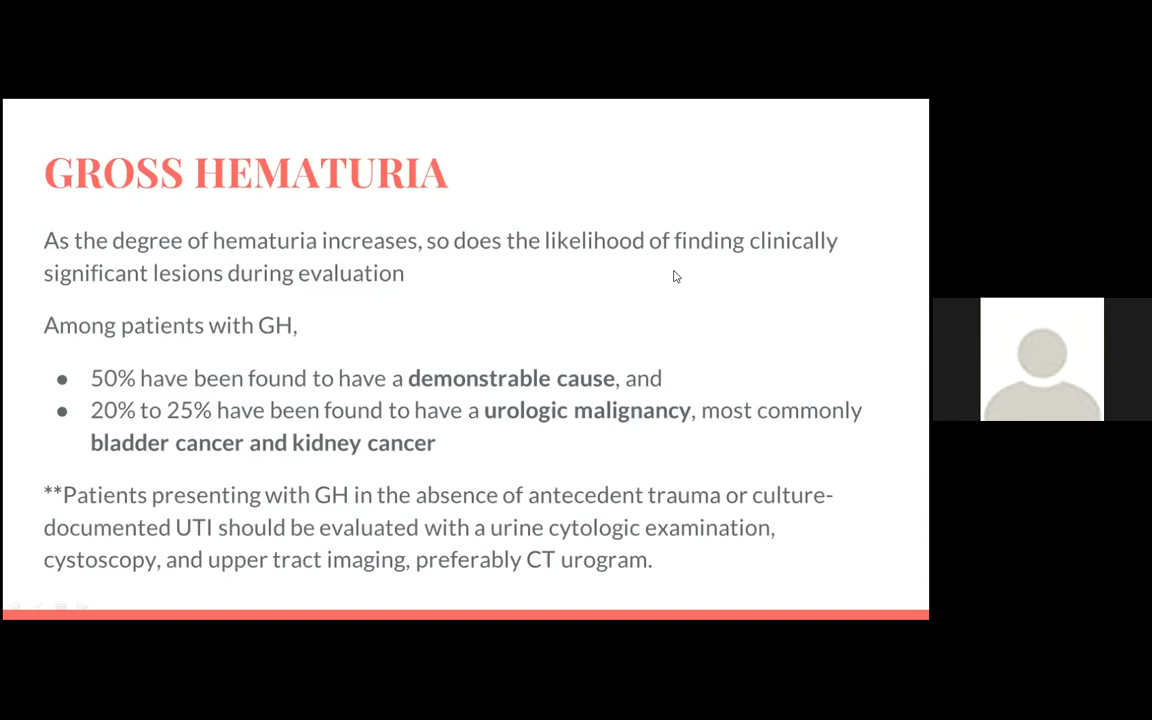 GROSS HEMATURIA
As the degree of hematuria increases, so does the likelihood of finding clinically
significant lesions during evaluation
Among patients with GH,
● 50% have been found to have a demonstrable cause, and
● 20% to 25% have been found to have a urologic malignancy, most commonly
bladder cancer and kidney cancer
**Patients presenting with GH in the absence of antecedent trauma or culture-
documented UTI should be evaluated with a urine cytologic examination,
cystoscopy, and upper tract imaging, preferably CT urogram.